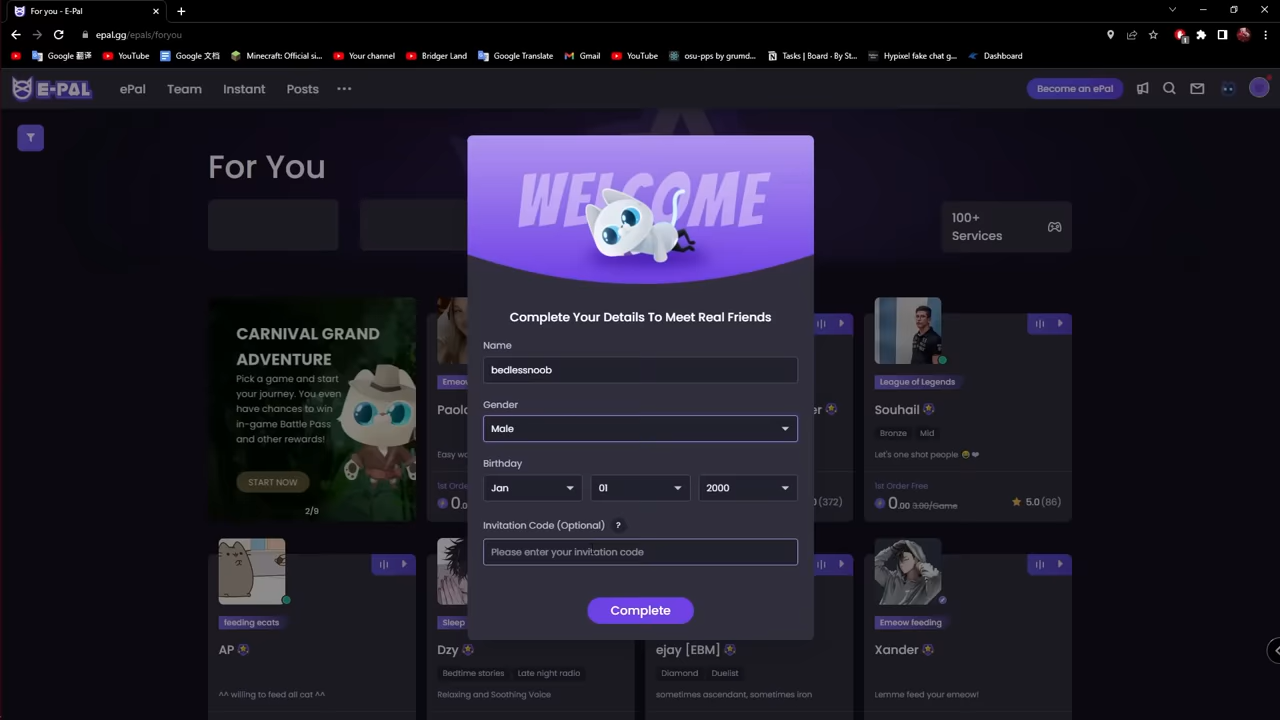 For you - E-Pal
epal.gg/epals/foryou
Google 翻译
YouTube
Google 文档
Minecraft: Official si...
Your channel
Bridger Land
Google Translate
Gmail
YouTube
osu-pps by grumd...
Tasks | Board - By St...
Hypixel fake chat g...
Dashboard
E-PAL
ePal
Team
Instant
Posts
Become an ePal
For You
100+
Services
WELCOME
Complete Your Details To Meet Real Friends
Name
bedlessnoob
Gender
Male
Birthday
Jan
01
2000
Invitation Code (Optional) ?
Please enter your invitation code
Complete
CARNIVAL GRAND
ADVENTURE
Pick a game and start
your journey. You even
have chances to win
in-game Battle Pass
and other rewards!
START NOW
2/9
1st Order
League of Legends
Souhail
Bronze
Mid
Let's one shot people
1st Order Free
0.00 3.00/Game
5.0 (86)
(372)
feeding ecats
AP
^^ willing to feed all cat ^^
Sleep
Dzy
Bedtime stories
Late night radio
Relaxing and Soothing Voice
ejay [EBM]
Diamond
Duelist
sometimes ascendant, sometimes iron
Emeow feeding
Xander
Lemme feed your emeow!